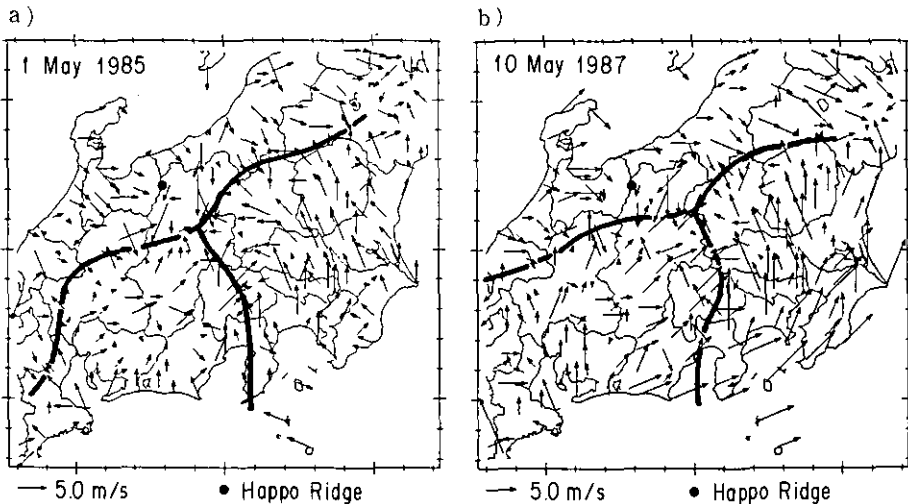 a)
1 May 1985
→ 5.0 m/s ● Happo Ridge
b)
10 May 1987
→ 5.0 m/s ● Happo Ridge